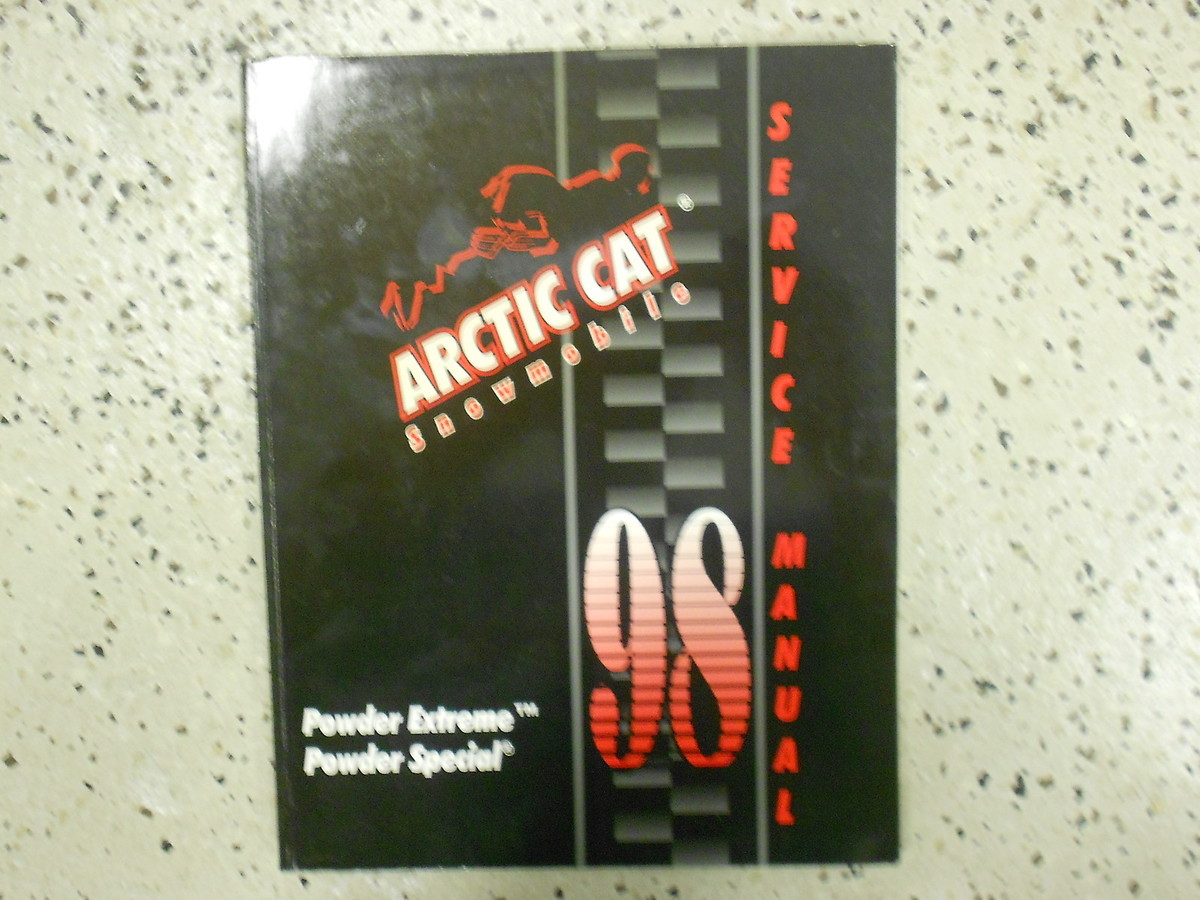 ARCTIC CAT®
Snowmobile
SERVICE MANUAL
98
Powder Extreme™
Powder Special®